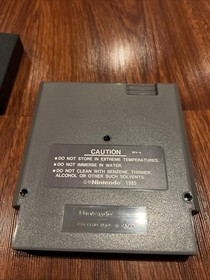 CAUTION
● DO NOT STORE IN EXTREME TEMPERATURES.
● DO NOT IMMERSE IN WATER.
● DO NOT CLEAN WITH BENZENE, THINNER,
ALCOHOL OR OTHER SUCH SOLVENTS.
©®Nintendo 1985
Nintendo